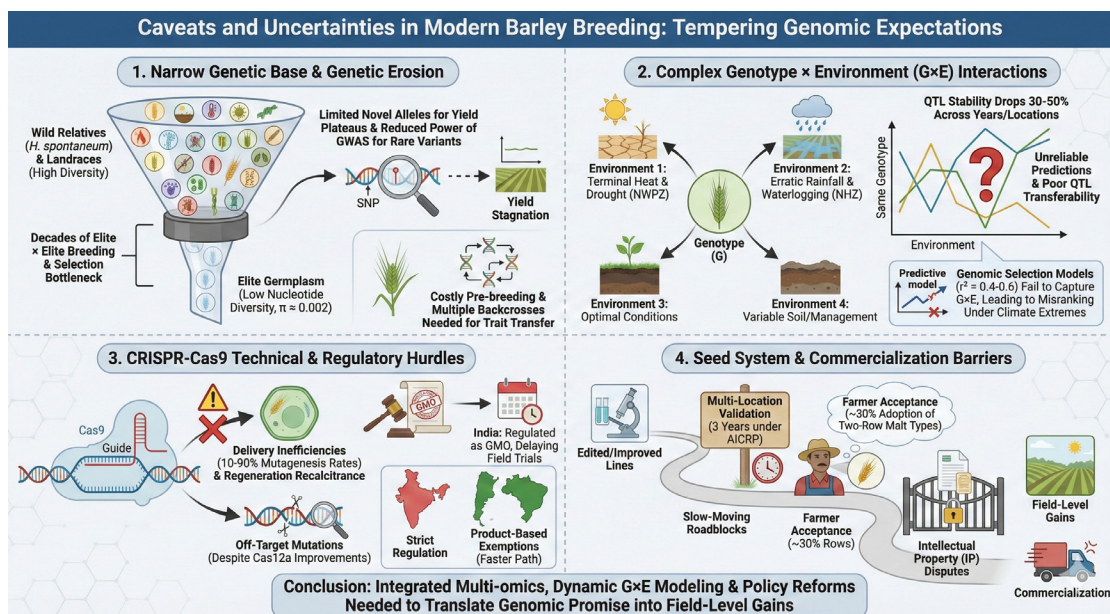 Caveats and Uncertainties in Modern Barley Breeding: Tempering Genomic Expectations
1. Narrow Genetic Base & Genetic Erosion
Wild Relatives
(H. spontaneum)
& Landraces
(High Diversity)
Limited Novel Alleles for Yield
Plateaus & Reduced Power of
GWAS for Rare Variants
SNP
Yield
Stagnation
Decades of Elite
× Elite Breeding
& Selection
Bottleneck
Elite Germplasm
(Low Nucleotide
Diversity, π ≈ 0.002)
Costly Pre-breeding &
Multiple Backcrosses
Needed for Trait Transfer
2. Complex Genotype × Environment (G×E) Interactions
Environment 1:
Terminal Heat &
Drought (NWPZ)
Environment 2:
Erratic Rainfall &
Waterlogging (NHZ)
Genotype
(G)
Environment 3:
Optimal Conditions
Environment 4:
Variable Soil/Management
QTL Stability Drops 30-50%
Across Years/Locations
Same Genotype
?
Environment
Unreliable
Predictions
& Poor QTL
Transferability
Predictive
model
Genomic Selection Models
(r² = 0.4-0.6) Fail to Capture
G×E, Leading to Misranking
Under Climate Extremes
3. CRISPR-Cas9 Technical & Regulatory Hurdles
Cas9
Guide
Delivery Inefficiencies
(10-90% Mutagenesis Rates)
& Regeneration Recalcitrance
Off-Target Mutations
(Despite Cas12a Improvements)
GMO
India: Regulated
as GMO, Delaying
Field Trials
Strict
Regulation
Product-Based
Exemptions
(Faster Path)
4. Seed System & Commercialization Barriers
Edited/Improved
Lines
Multi-Location
Validation
(3 Years under
AICRP)
Slow-Moving
Roadblocks
Farmer Acceptance
(~30% Adoption of
Two-Row Malt Types)
Farmer
Acceptance
(~30% Rows)
Intellectual
Property (IP)
Disputes
Field-Level
Gains
Commercialization
Conclusion: Integrated Multi-omics, Dynamic G×E Modeling & Policy Reforms
Needed to Translate Genomic Promise into Field-Level Gains